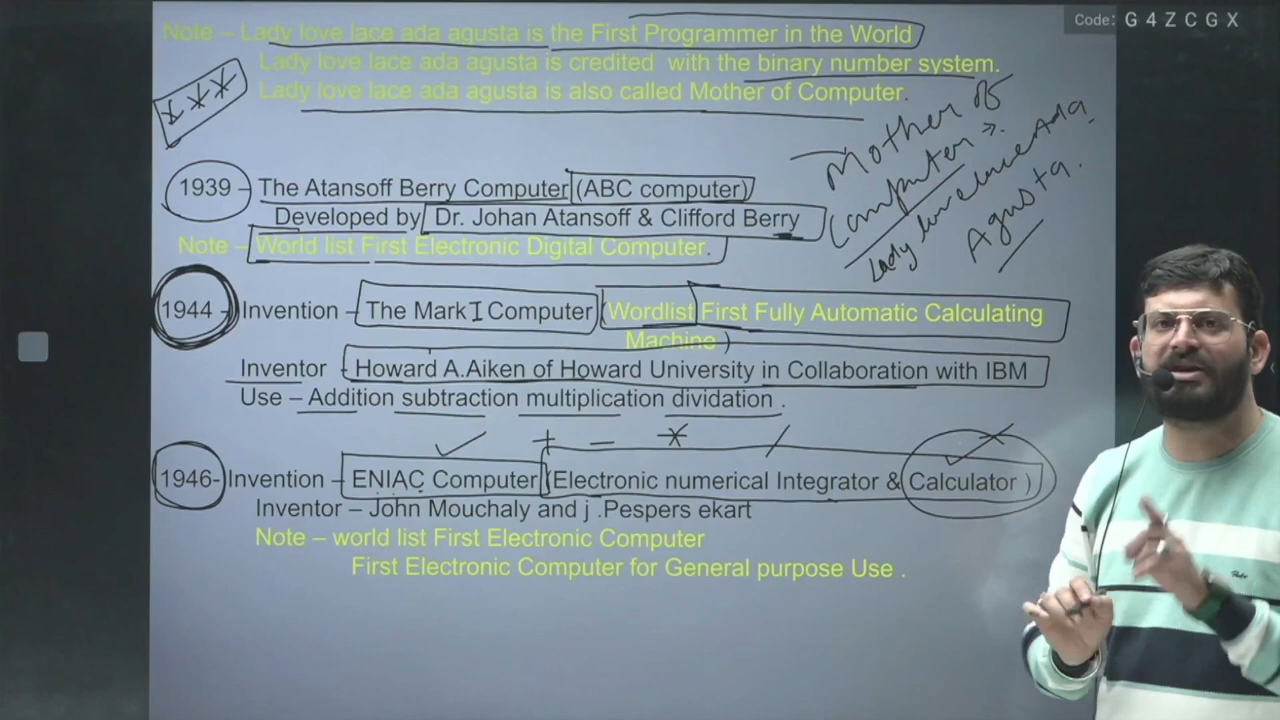 Code: G 4 Z C G X
Note – Lady love lace ada agusta is the First Programmer in the World
Lady love lace ada agusta is credited with the binary number system.
Lady love lace ada agusta is also called Mother of Computer.
Mother of
Computer
Lady lovelace Ada
Agusta.
1939 – The Atansoff Berry Computer (ABC computer)
Developed by Dr. Johan Atansoff & Clifford Berry
Note – World list First Electronic Digital Computer.
1944 – Invention – The Mark I Computer (Wordlist First Fully Automatic Calculating
Machine )
Inventor - Howard A.Aiken of Howard University in Collaboration with IBM
Use – Addition subtraction multiplication dividation .
+ – * /
1946- Invention – ENIAC Computer (Electronic numerical Integrator & Calculator )
Inventor – John Mouchaly and j .Pespers ekart
Note – world list First Electronic Computer
First Electronic Computer for General purpose Use .